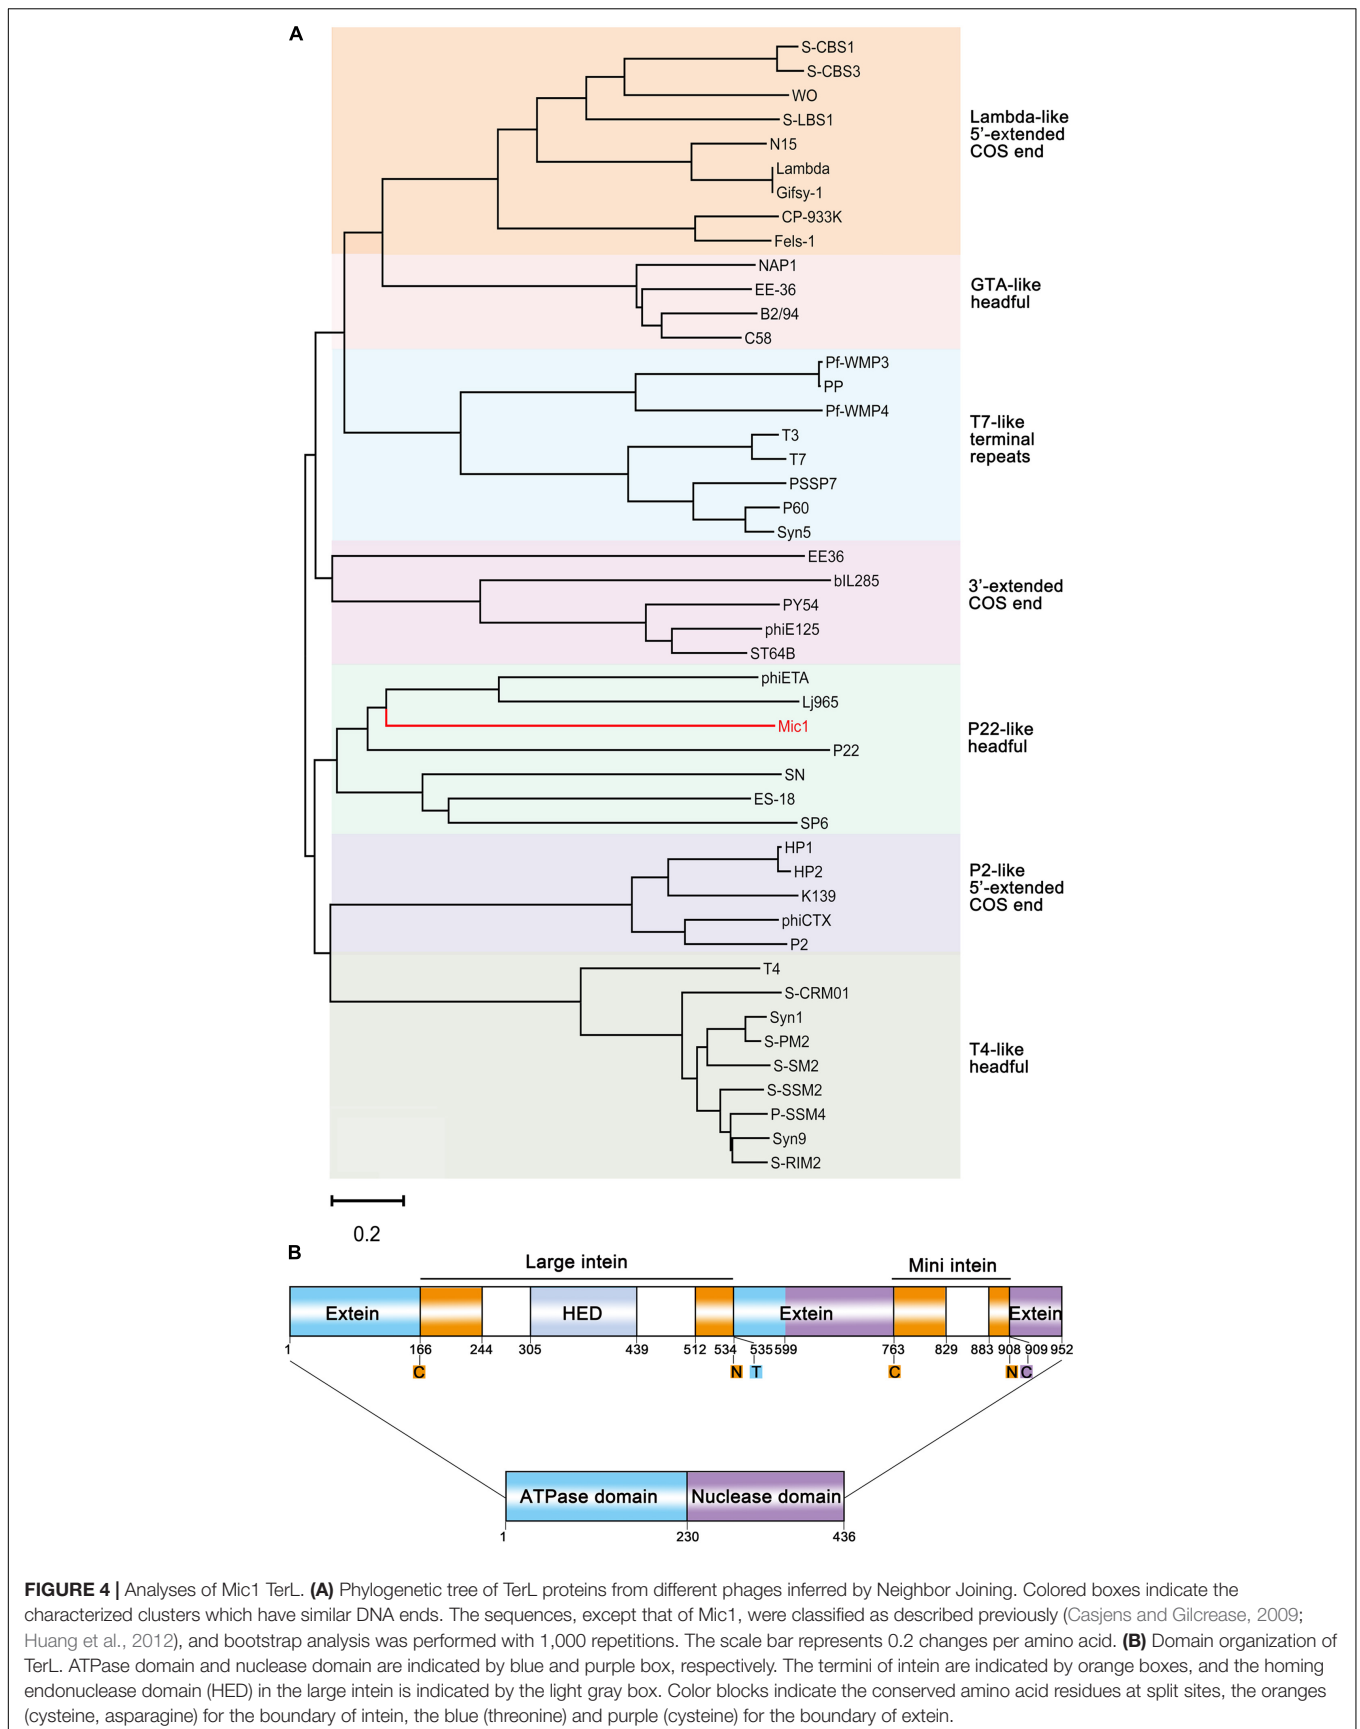 A
S-CBS1
S-CBS3
WO
S-LBS1
N15
Lambda
Gifsy-1
CP-933K
Fels-1
Lambda-like
5'-extended
COS end
NAP1
EE-36
B2/94
C58
GTA-like
headful
Pf-WMP3
PP
Pf-WMP4
T3
T7
PSSP7
P60
Syn5
T7-like
terminal
repeats
EE36
bIL285
PY54
phiE125
ST64B
3'-extended
COS end
phiETA
Lj965
Mic1
P22
SN
ES-18
SP6
P22-like
headful
HP1
HP2
K139
phiCTX
P2
P2-like
5'-extended
COS end
T4
S-CRM01
Syn1
S-PM2
S-SM2
S-SSM2
P-SSM4
Syn9
S-RIM2
T4-like
headful
0.2
B
Large intein
Mini intein
Extein
HED
Extein
Extein
1 166 244 305 439 512 534 535 599 763 829 883 908 909 952
C N T C N C
ATPase domain
Nuclease domain
1 230 436
FIGURE 4 | Analyses of Mic1 TerL. (A) Phylogenetic tree of TerL proteins from different phages inferred by Neighbor Joining. Colored boxes indicate the
characterized clusters which have similar DNA ends. The sequences, except that of Mic1, were classified as described previously (Casjens and Gilcrease, 2009;
Huang et al., 2012), and bootstrap analysis was performed with 1,000 repetitions. The scale bar represents 0.2 changes per amino acid. (B) Domain organization of
TerL. ATPase domain and nuclease domain are indicated by blue and purple box, respectively. The termini of intein are indicated by orange boxes, and the homing
endonuclease domain (HED) in the large intein is indicated by the light gray box. Color blocks indicate the conserved amino acid residues at split sites, the oranges
(cysteine, asparagine) for the boundary of intein, the blue (threonine) and purple (cysteine) for the boundary of extein.